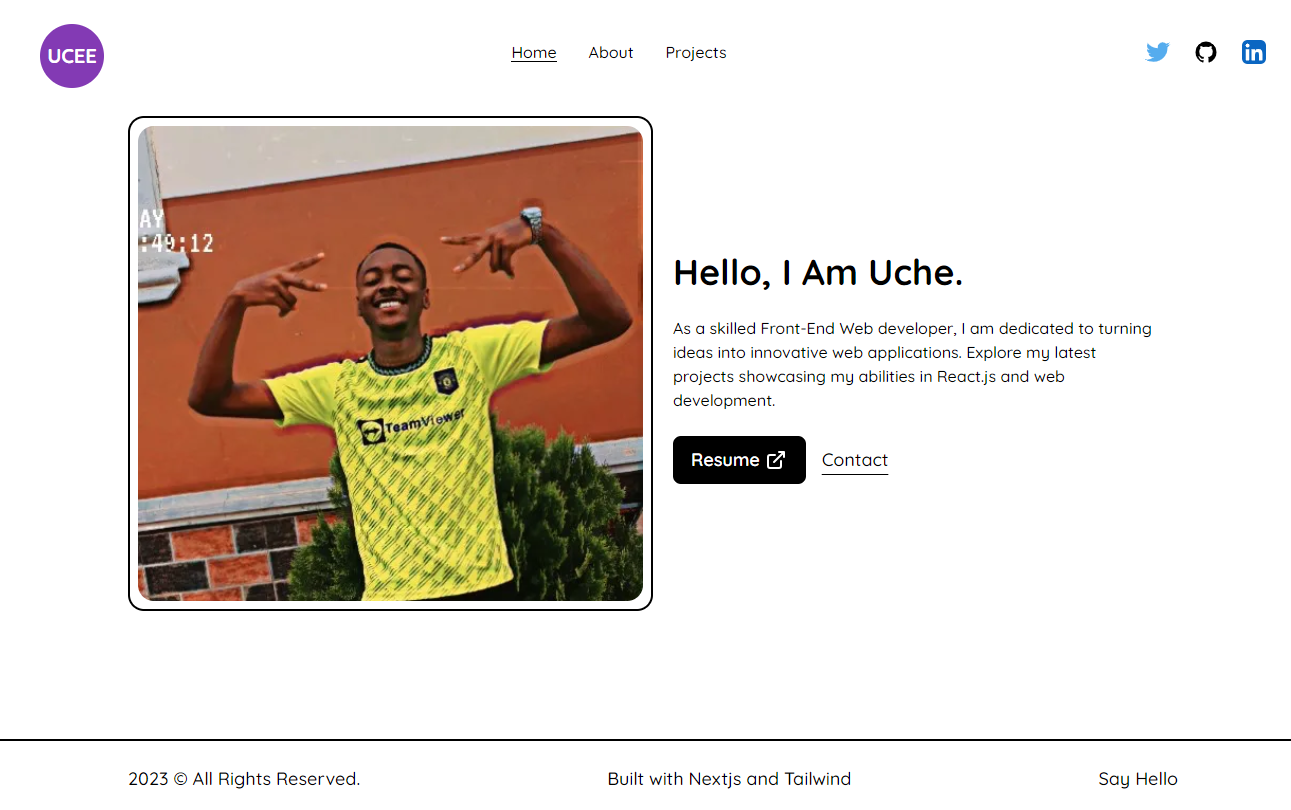 UCEE
Home
About
Projects
in
AY
:49:12
TeamViewer
Hello, I Am Uche.
As a skilled Front-End Web developer, I am dedicated to turning
ideas into innovative web applications. Explore my latest
projects showcasing my abilities in React.js and web
development.
Resume
Contact
2023 © All Rights Reserved.
Built with Nextjs and Tailwind
Say Hello